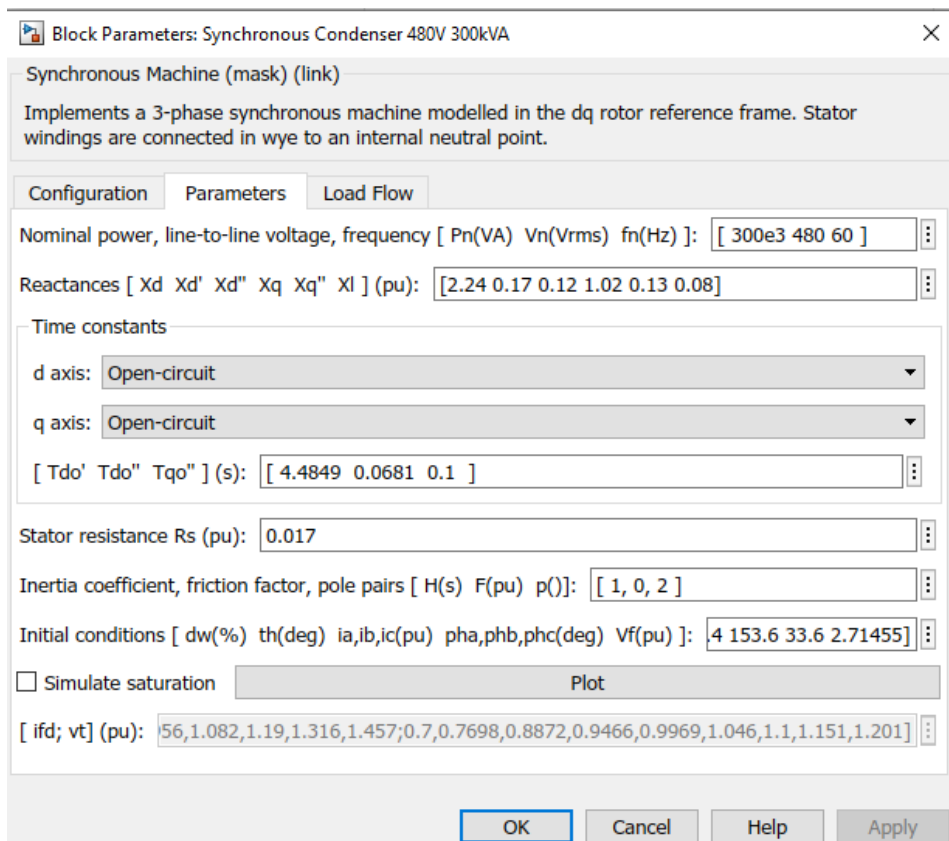 Block Parameters: Synchronous Condenser 480V 300kVA
Synchronous Machine (mask) (link)
Implements a 3-phase synchronous machine modelled in the dq rotor reference frame. Stator
windings are connected in wye to an internal neutral point.
Configuration Parameters Load Flow
Nominal power, line-to-line voltage, frequency [ Pn(VA) Vn(Vrms) fn(Hz) ]: [ 300e3 480 60 ]
Reactances [ Xd Xd' Xd'' Xq Xq'' Xl ] (pu): [2.24 0.17 0.12 1.02 0.13 0.08]
Time constants
d axis: Open-circuit
q axis: Open-circuit
[ Tdo' Tdo'' Tqo'' ] (s): [ 4.4849 0.0681 0.1 ]
Stator resistance Rs (pu): 0.017
Inertia coefficient, friction factor, pole pairs [ H(s) F(pu) p()]: [ 1, 0, 2 ]
Initial conditions [ dw(%) th(deg) ia,ib,ic(pu) pha,phb,phc(deg) Vf(pu) ]: .4 153.6 33.6 2.71455]
Simulate saturation Plot
[ ifd; vt] (pu): 56,1.082,1.19,1.316,1.457;0.7,0.7698,0.8872,0.9466,0.9969,1.046,1.1,1.151,1.201]
OK Cancel Help Apply